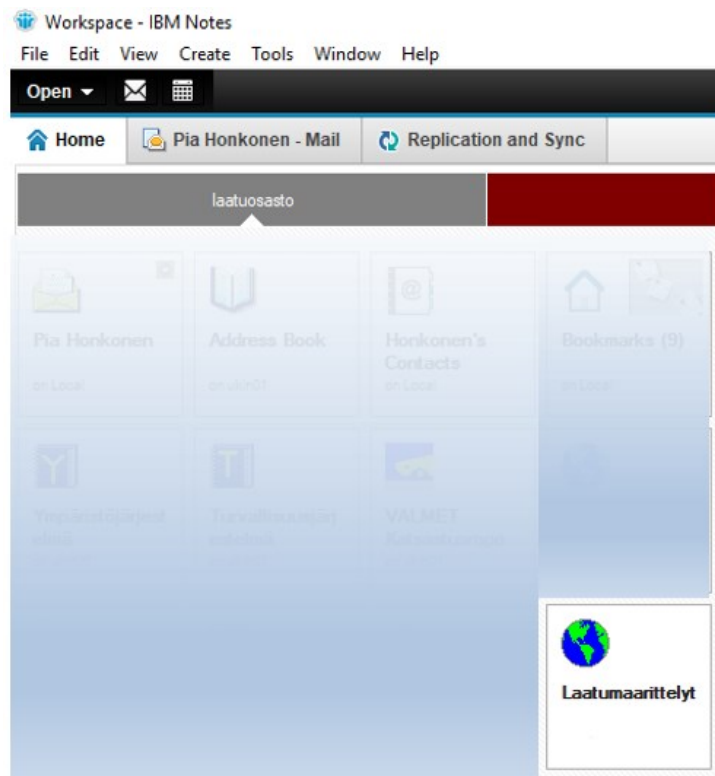 Workspace - IBM Notes
File Edit View Create Tools Window Help
Open
Home Pia Honkonen - Mail Replication and Sync
laatuosasto
Pia Honkonen Address Book Honkonen's Contacts Bookmarks (9)
on Local on Local on Local
VALMET
Laatumaarittelyt